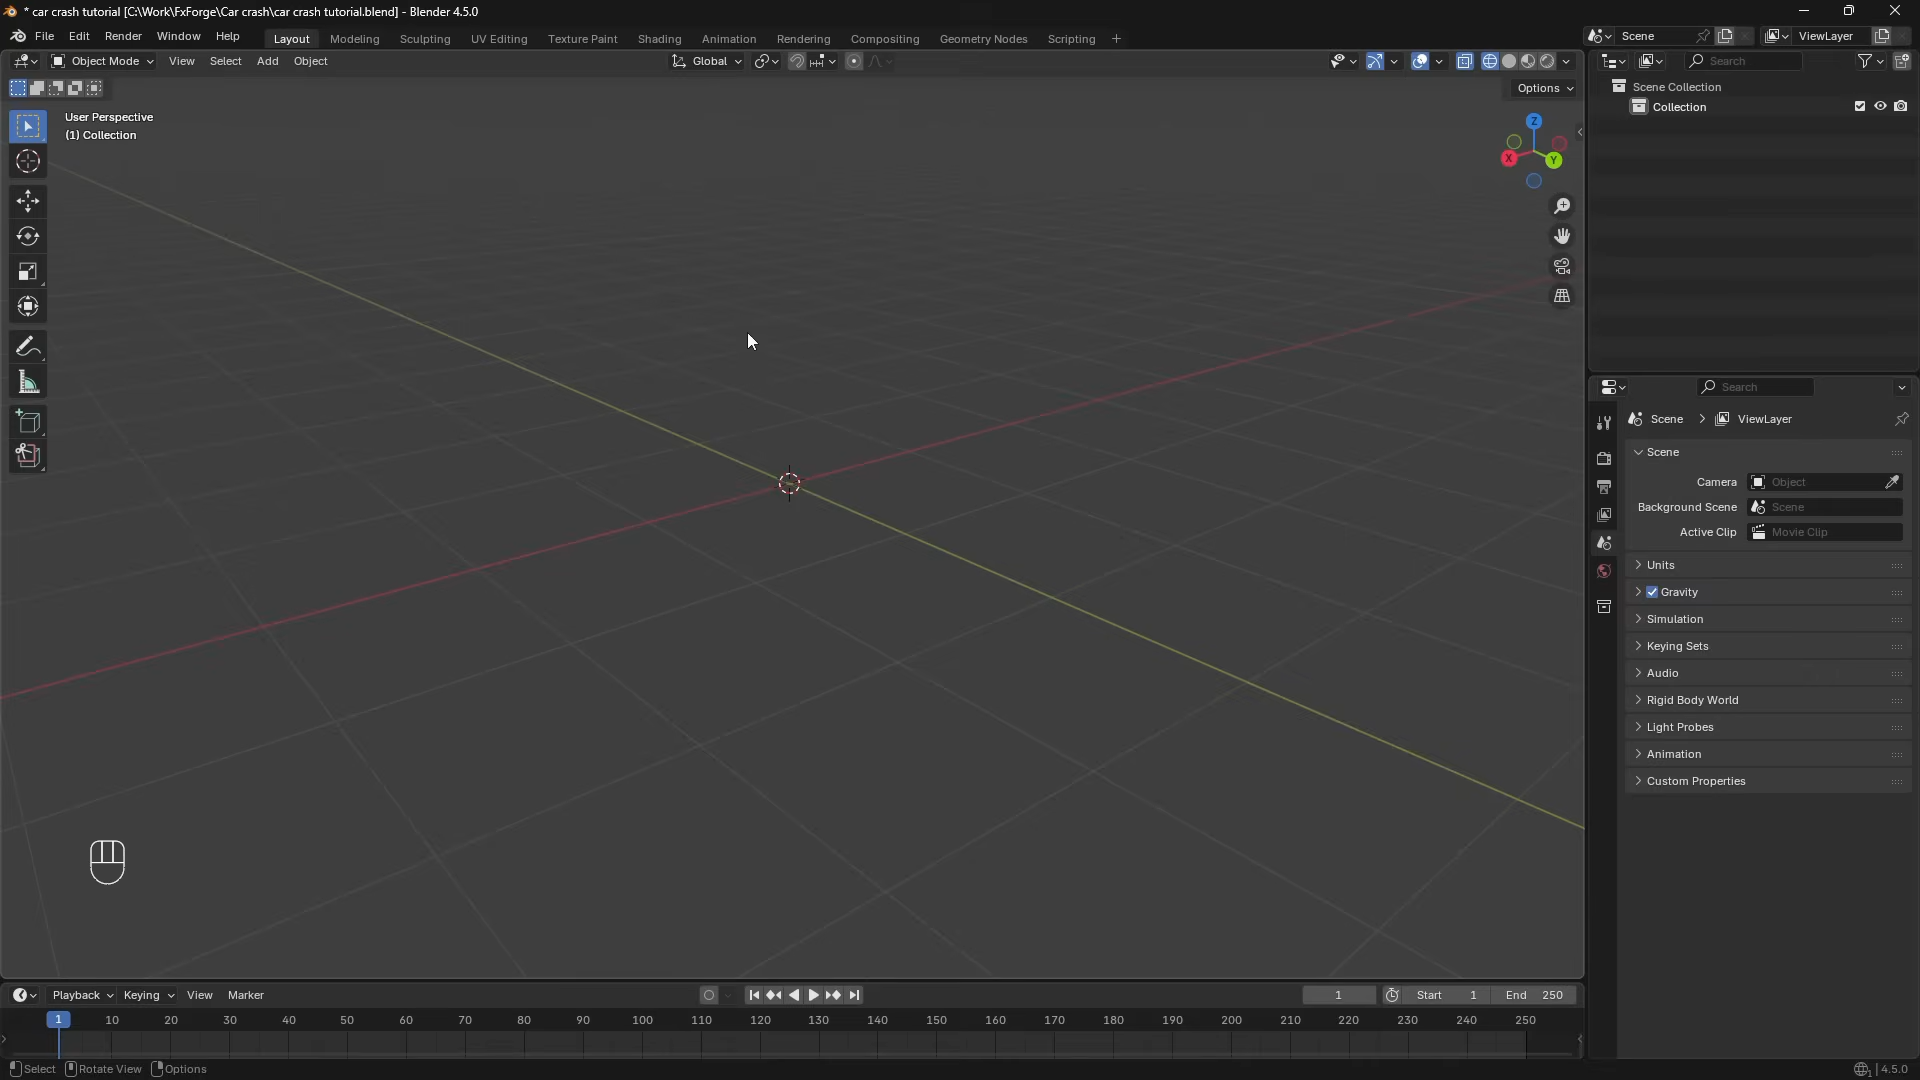 * car crash tutorial [C:\Work\FxForge\Car crash\car crash tutorial.blend] - Blender 4.5.0
File Edit Render Window Help Layout Modeling Sculpting UV Editing Texture Paint Shading Animation Rendering Compositing Geometry Nodes Scripting + Scene ViewLayer
Object Mode View Select Add Object Global Search
Options
User Perspective
(1) Collection
Z
X
Y
Scene Collection
Collection
Search
Scene > ViewLayer
Scene
Camera Object
Background Scene Scene
Active Clip Movie Clip
Units
Gravity
Simulation
Keying Sets
Audio
Rigid Body World
Light Probes
Animation
Custom Properties
Playback Keying View Marker 1 Start 1 End 250
1 10 20 30 40 50 60 70 80 90 100 110 120 130 140 150 160 170 180 190 200 210 220 230 240 250
Select Rotate View Options 4.5.0